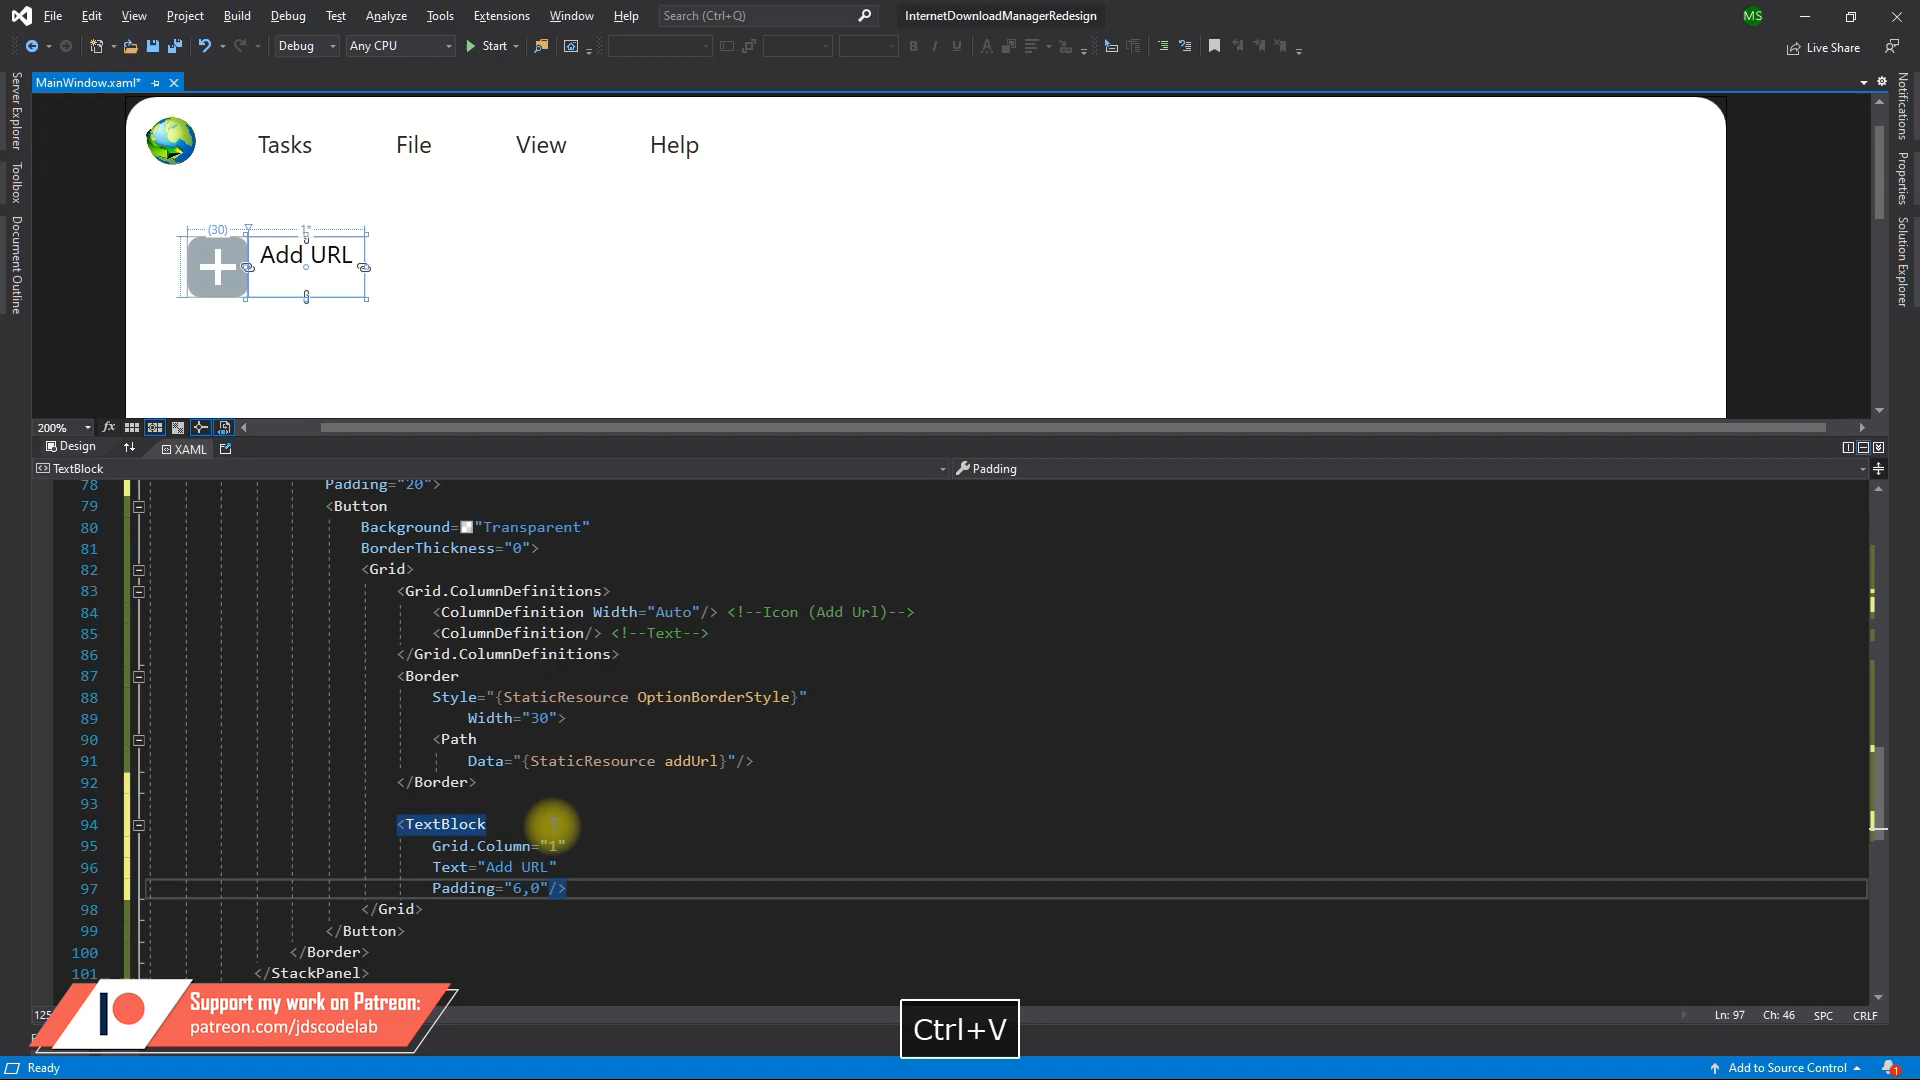 File Edit View Project Build Debug Test Analyze Tools Extensions Window Help Search (Ctrl+Q) InternetDownloadManagerRedesign MS
Debug Any CPU Start Live Share
MainWindow.xaml*
Server Explorer
Toolbox
Document Outline
Notifications
Properties
Solution Explorer
Tasks File View Help
(30) 1*
Add URL
200% fx
Design XAML
TextBlock Padding
78 Padding="20">
79 <Button
80 Background="Transparent"
81 BorderThickness="0">
82 <Grid>
83 <Grid.ColumnDefinitions>
84 <ColumnDefinition Width="Auto"/> <!--Icon (Add Url)-->
85 <ColumnDefinition/> <!--Text-->
86 </Grid.ColumnDefinitions>
87 <Border
88 Style="{StaticResource OptionBorderStyle}"
89 Width="30">
90 <Path
91 Data="{StaticResource addUrl}"/>
92 </Border>
93
94 <TextBlock
95 Grid.Column="1"
96 Text="Add URL"
97 Padding="6,0"/>
98 </Grid>
99 </Button>
100 </Border>
101 </StackPanel>
Support my work on Patreon:
patreon.com/jdscodelab
Ctrl+V
Ln: 97 Ch: 46 SPC CRLF
Ready Add to Source Control 1